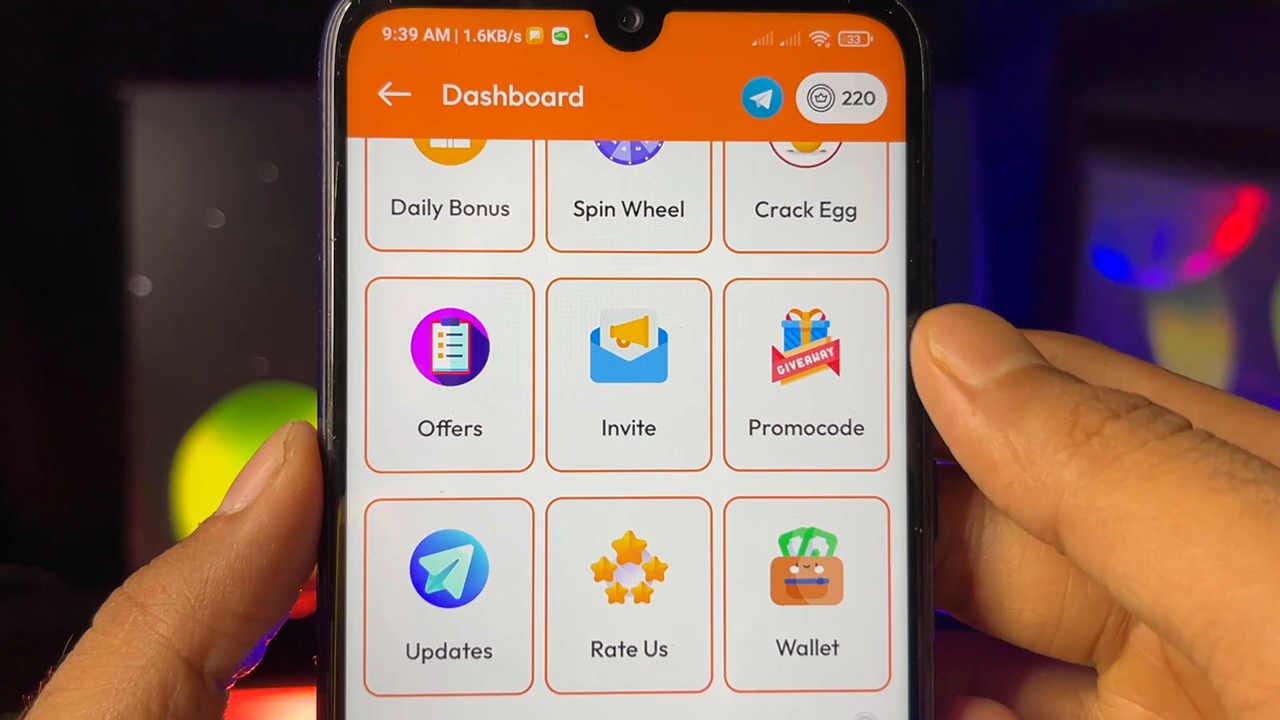 9:39 AM | 1.6KB/s 33
Dashboard 220
Daily Bonus Spin Wheel Crack Egg
GIVEAWAY
Offers Invite Promocode
Updates Rate Us Wallet